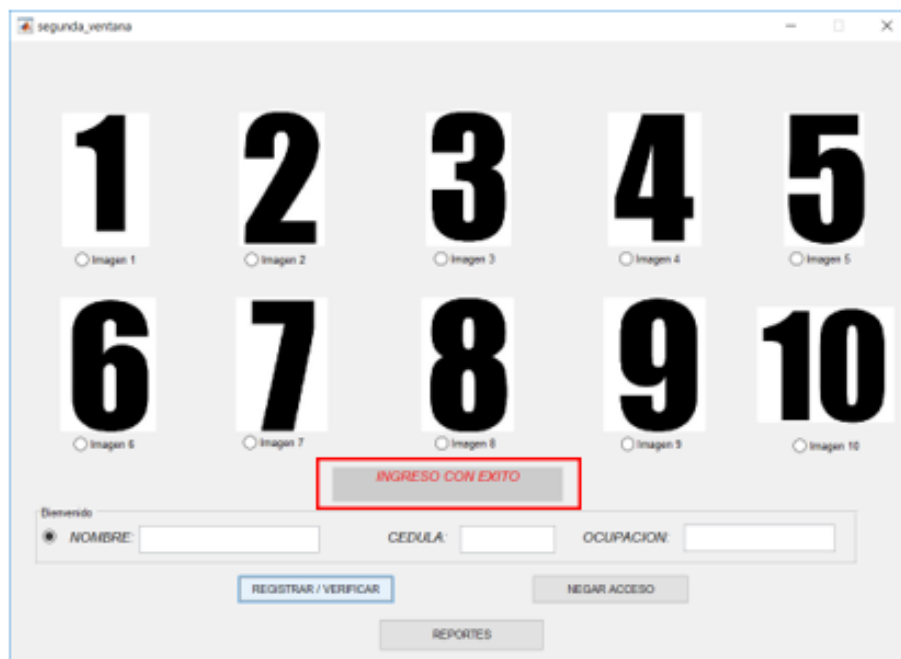 segunda_ventana
1 2 3 4 5
Imagen 1 Imagen 2 Imagen 3 Imagen 4 Imagen 5
6 7 8 9 10
Imagen 6 Imagen 7 Imagen 8 Imagen 9 Imagen 10
INGRESO CON EXITO
Bienvenido
NOMBRE: CEDULA: OCUPACION:
REGISTRAR / VERIFICAR NEGAR ACCESO
REPORTES